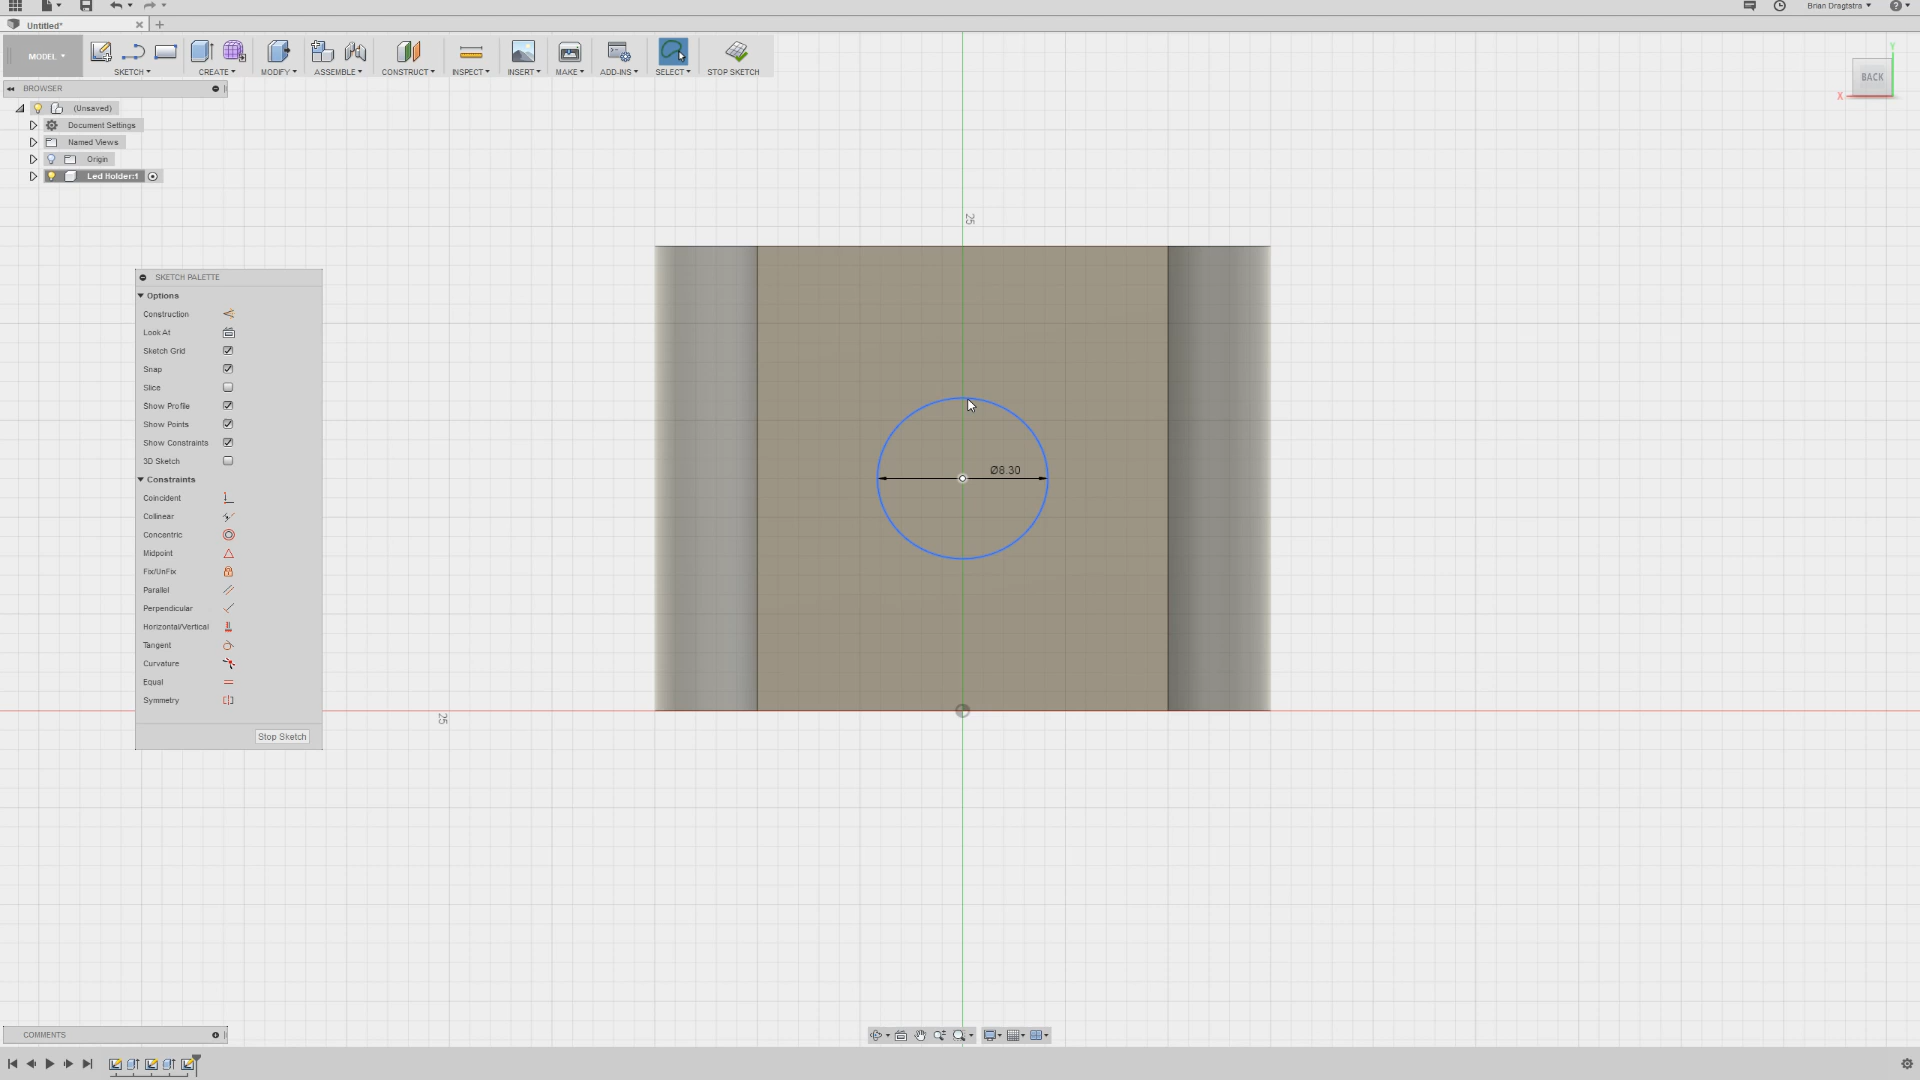 Brian Dragtstra
Untitled*
MODEL
SKETCH
CREATE
MODIFY
ASSEMBLE
CONSTRUCT
INSPECT
INSERT
MAKE
ADD-INS
SELECT
STOP SKETCH
BROWSER
(Unsaved)
Document Settings
Named Views
Origin
Led Holder:1
Y
BACK
X
25
SKETCH PALETTE
Options
Construction
Look At
Sketch Grid
Snap
Slice
Show Profile
Show Points
Show Constraints
3D Sketch
Constraints
Coincident
Collinear
Concentric
Midpoint
Fix/UnFix
Parallel
Perpendicular
Horizontal/Vertical
Tangent
Curvature
Equal
Symmetry
Stop Sketch
Ø8.30
25
COMMENTS